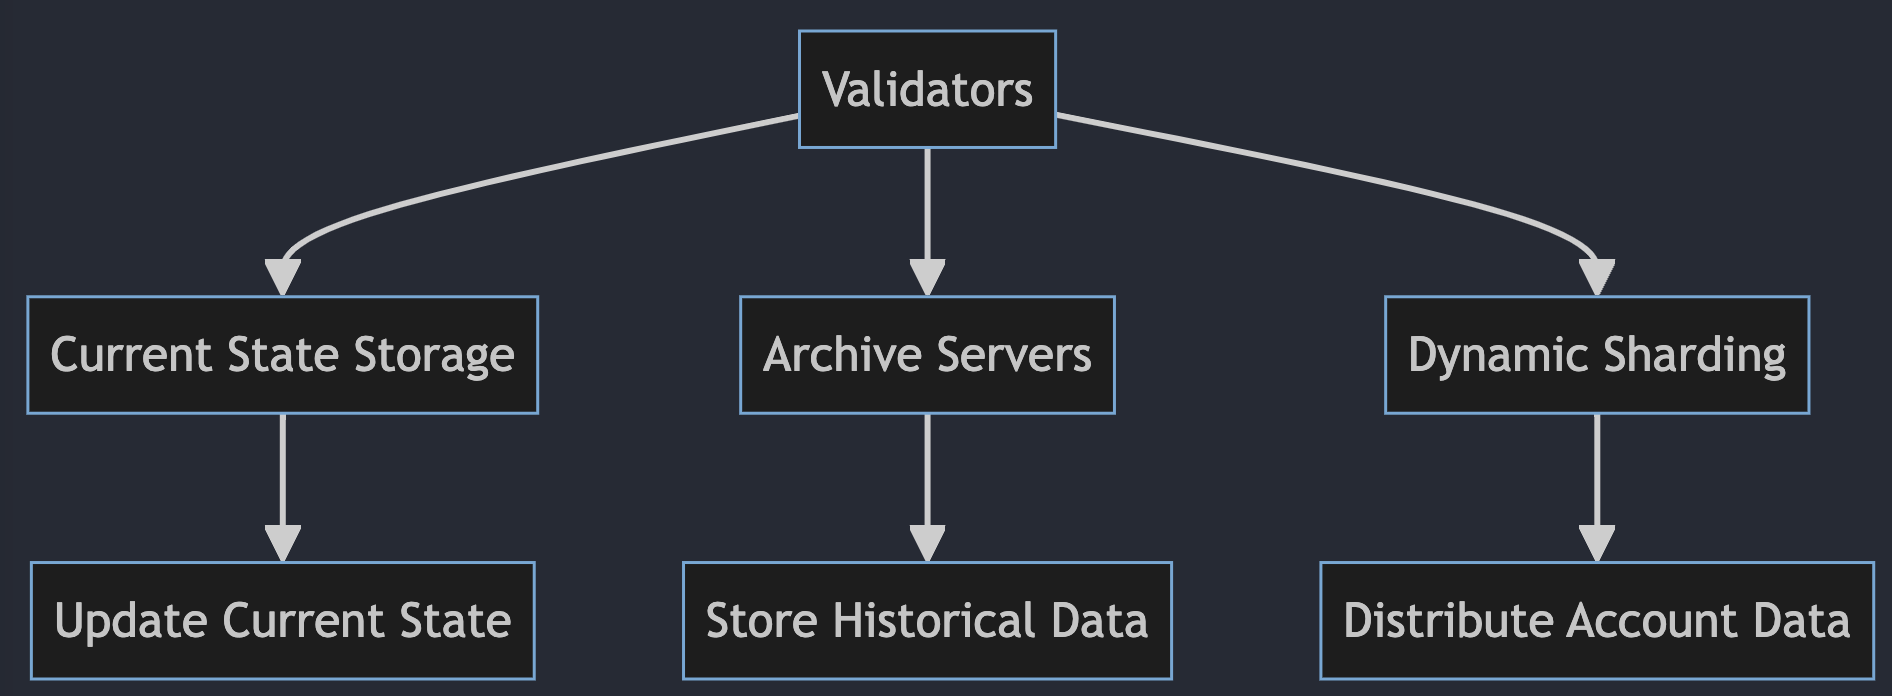 Validators
Current State Storage
Archive Servers
Dynamic Sharding
Update Current State
Store Historical Data
Distribute Account Data